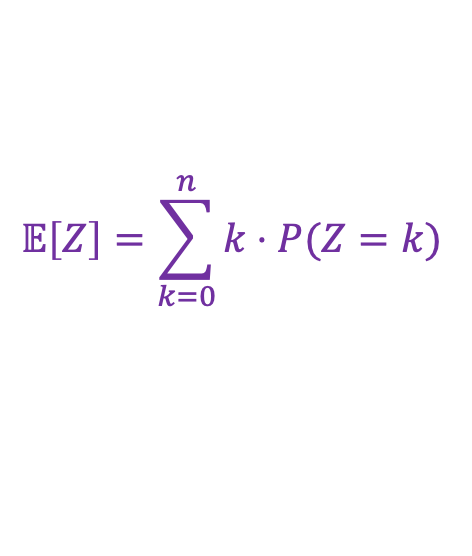 𝔼[Z] = ∑_{k=0}^{n} k · P(Z = k)